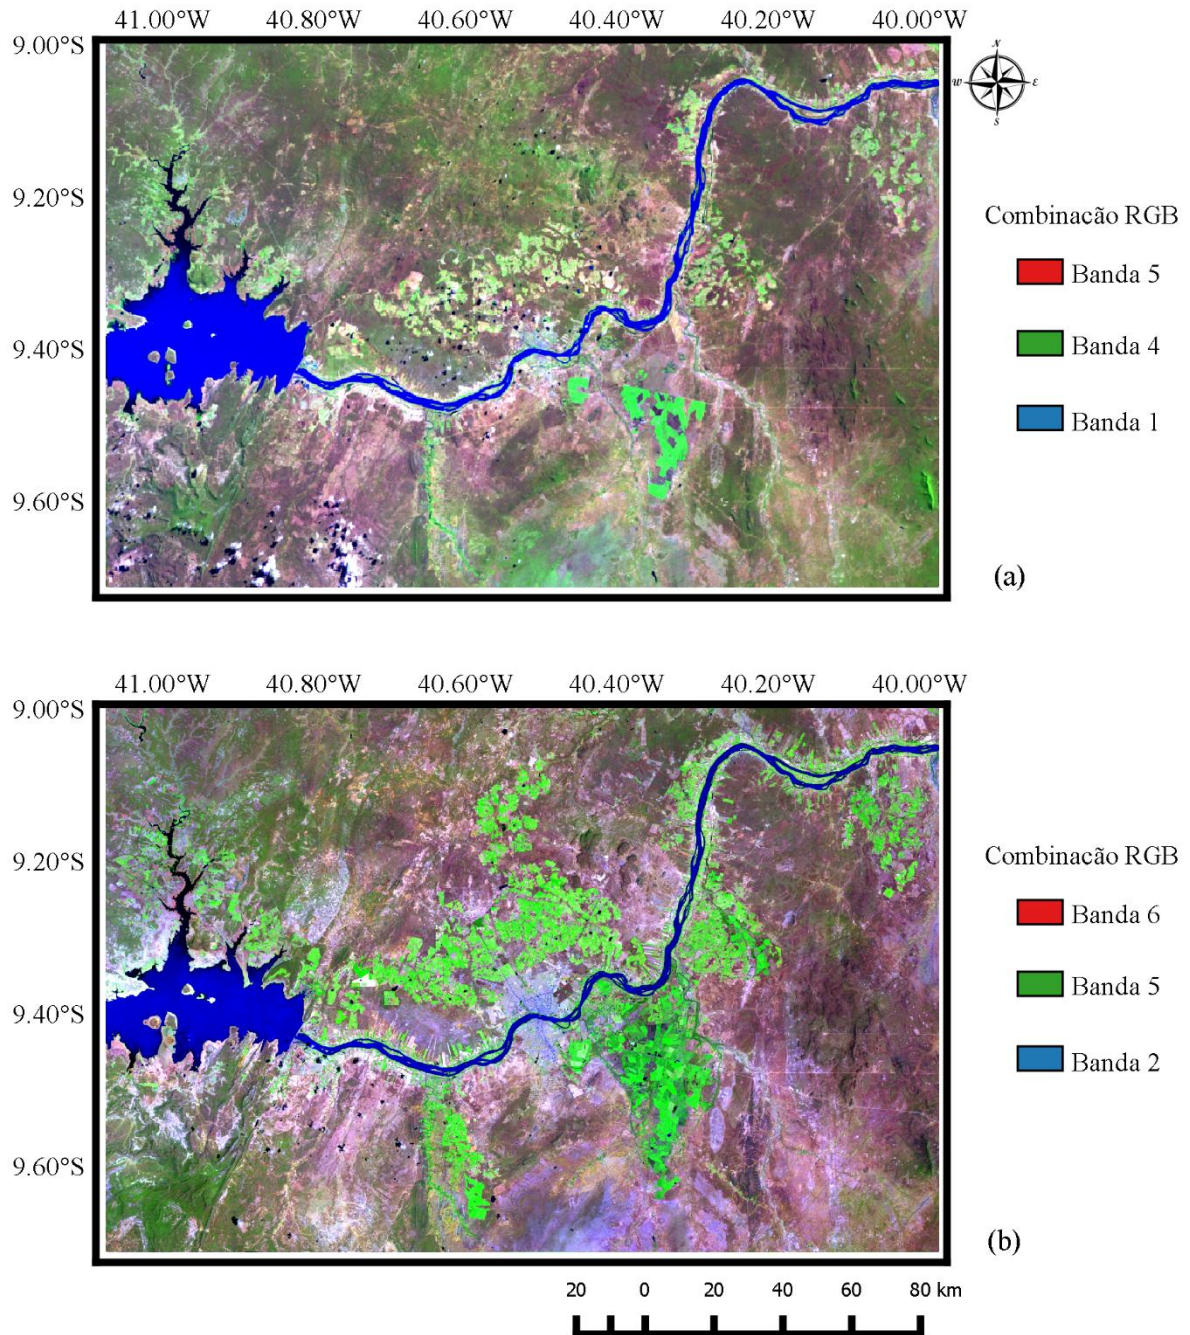 41.00°W 40.80°W 40.60°W 40.40°W 40.20°W 40.00°W
9.00°S
N
W E
S
9.20°S
Combinacão RGB
Banda 5
9.40°S
Banda 4
Banda 1
9.60°S
(a)
41.00°W 40.80°W 40.60°W 40.40°W 40.20°W 40.00°W
9.00°S
9.20°S
Combinacão RGB
Banda 6
Banda 5
9.40°S
Banda 2
9.60°S
(b)
20 0 20 40 60 80 km